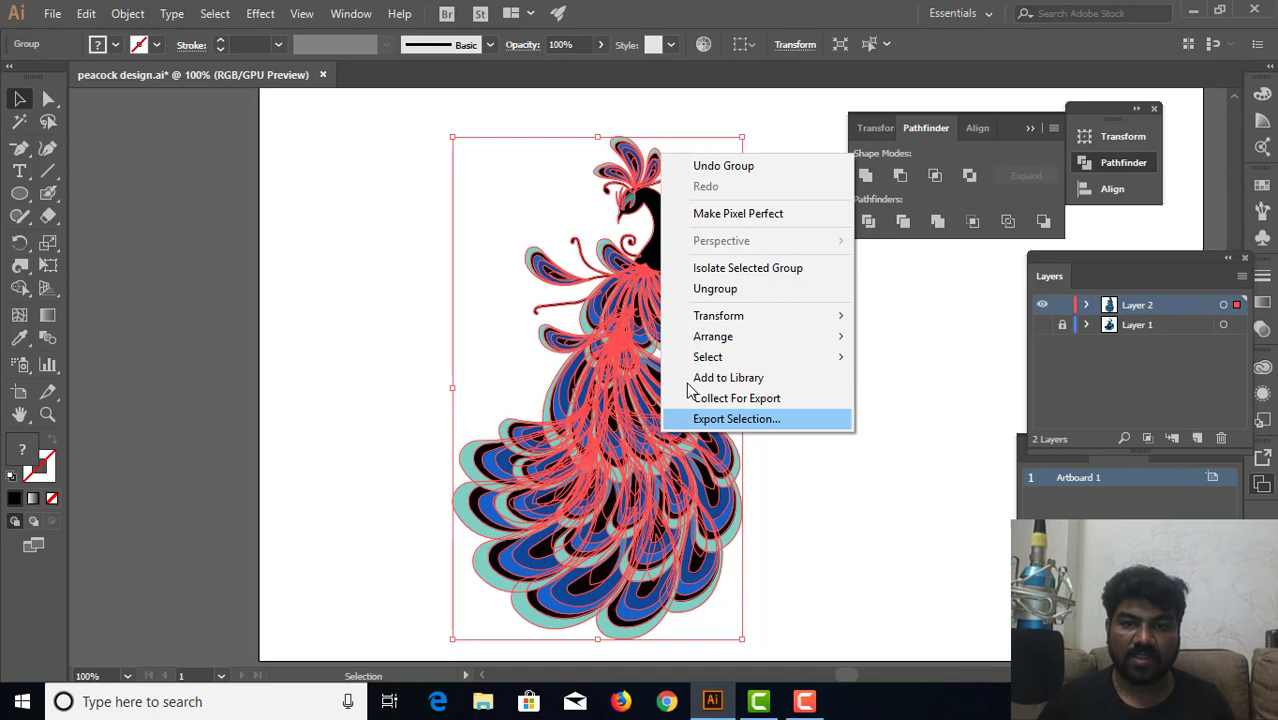 Ai File Edit Object Type Select Effect View Window Help Br St Essentials Search Adobe Stock
Group ? Stroke: Basic Opacity: 100% Style: Transform
peacock design.ai* @ 100% (RGB/GPU Preview)
Transfor Pathfinder Align
Shape Modes:
Expand
Pathfinders:
Transform
Pathfinder
Align
Undo Group
Redo
Make Pixel Perfect
Perspective
Isolate Selected Group
Ungroup
Transform
Arrange
Select
Add to Library
Collect For Export
Export Selection...
Layers
Layer 2
Layer 1
2 Layers
1 Artboard 1
?
100% 1 Selection
Type here to search
Ai